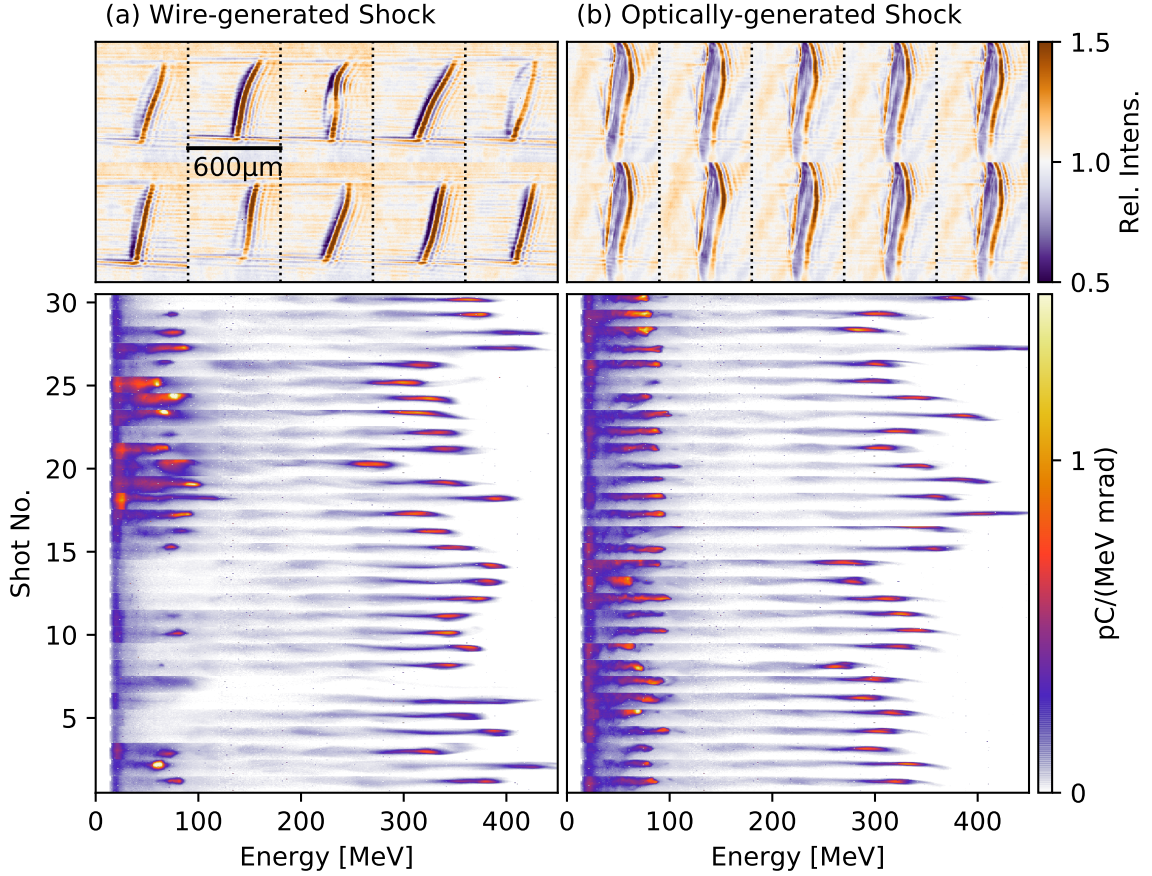 (a) Wire-generated Shock
(b) Optically-generated Shock
600µm
1.5
1.0
0.5
Rel. Intens.
30
25
20
15
10
5
Shot No.
1
0
pC/(MeV mrad)
0 100 200 300 400
0 100 200 300 400
Energy [MeV]
Energy [MeV]